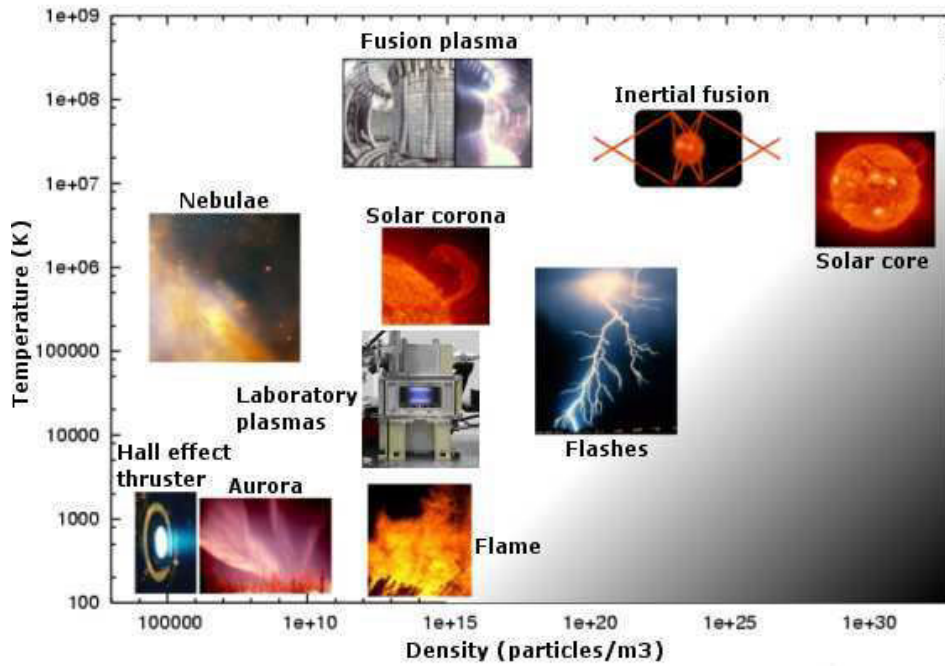 1e+09
Fusion plasma
1e+08
Inertial fusion
1e+07
Nebulae
Solar corona
Temperature (K)
1e+06
Solar core
100000
Laboratory
plasmas
10000
Flashes
Hall effect
thruster
Aurora
1000
Flame
100
100000
1e+10
1e+15
1e+20
1e+25
1e+30
Density (particles/m3)